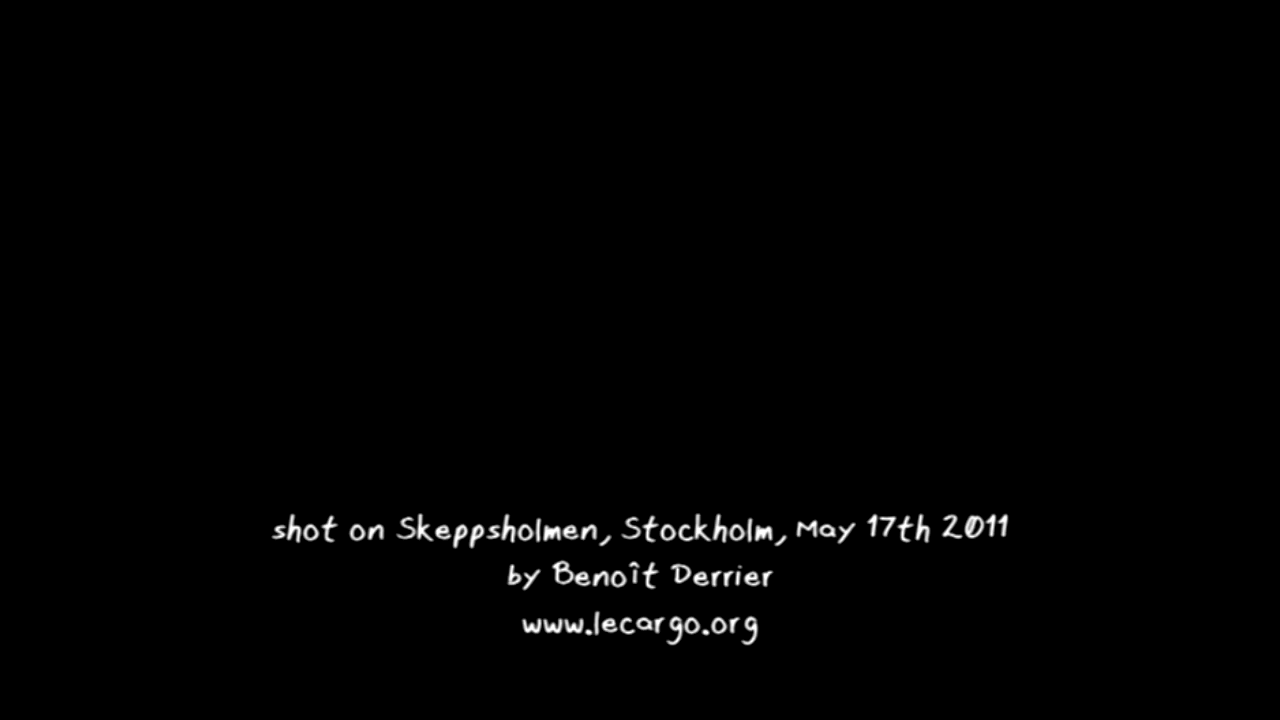 shot on Skeppsholmen, Stockholm, May 17th 2011
by Benoît Derrier
www.lecargo.org